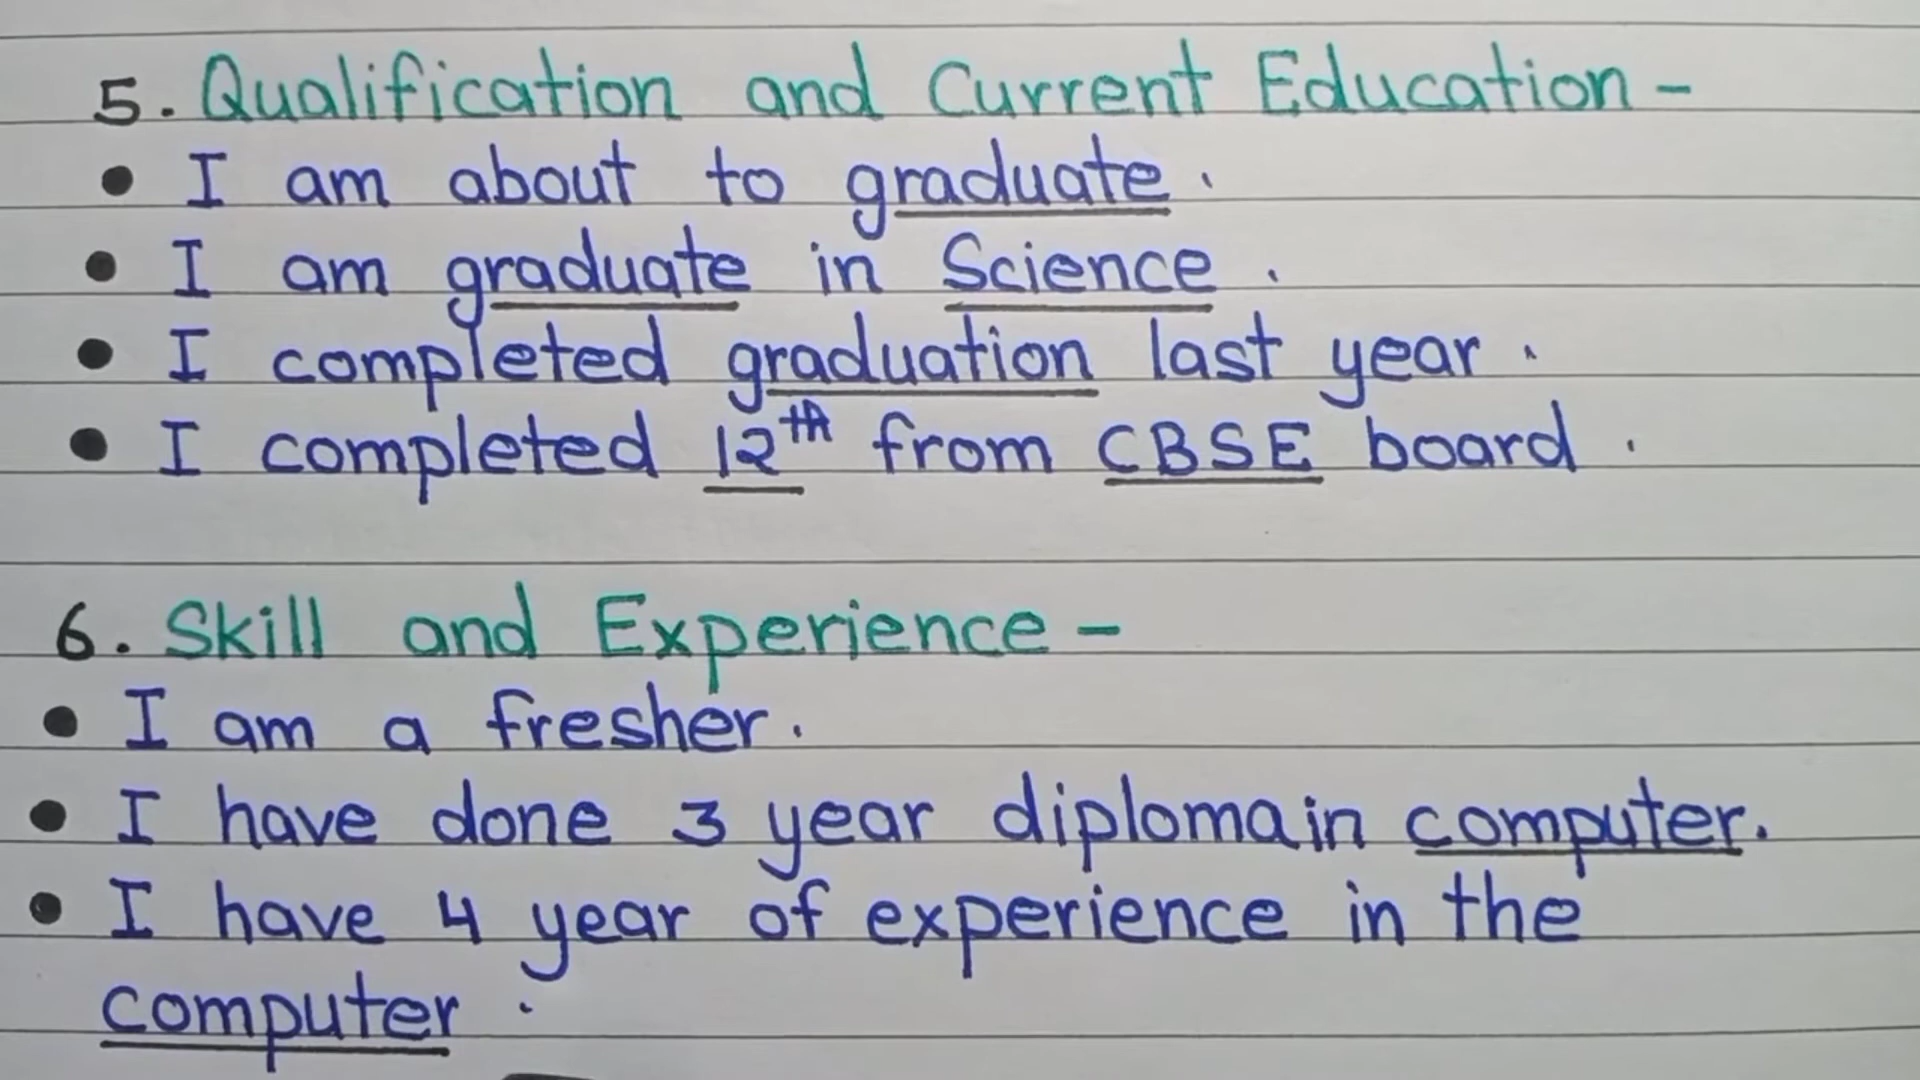 5. Qualification and Current Education -
• I am about to graduate.
• I am graduate in Science.
• I completed graduation last year.
• I completed 12th from CBSE board.
6. Skill and Experience -
• I am a fresher.
• I have done 3 year diploma in computer.
• I have 4 year of experience in the
computer.